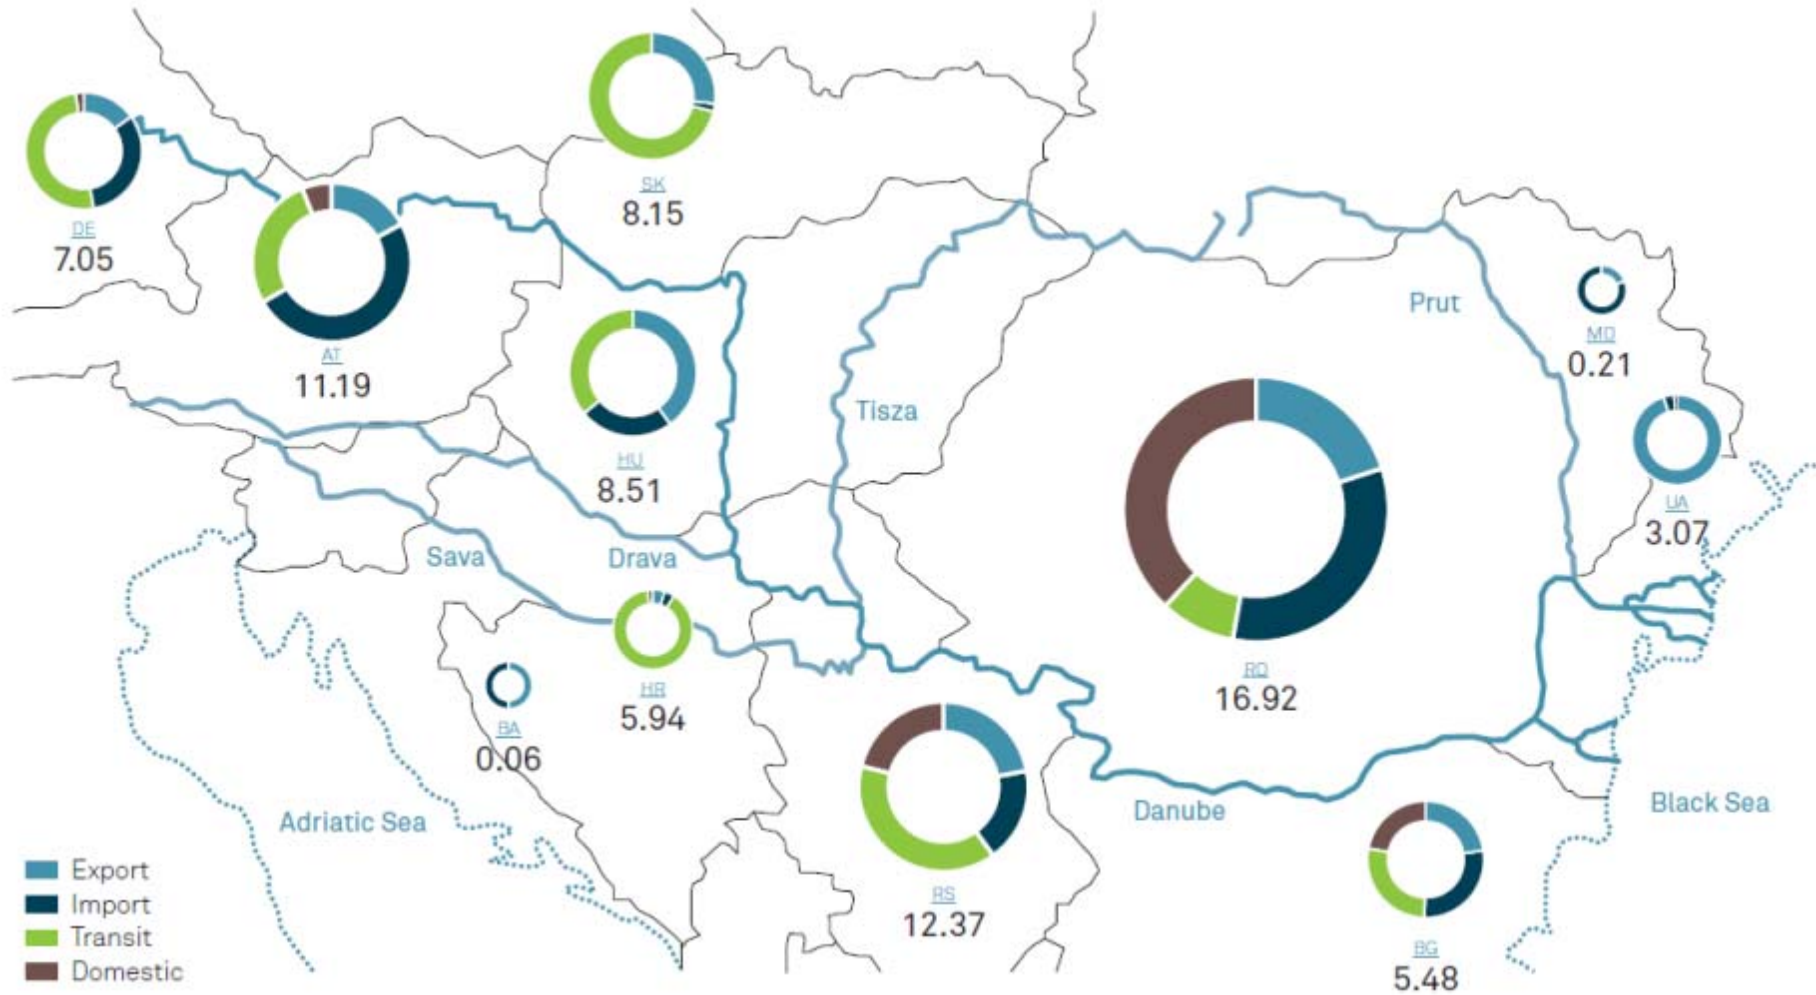 SK
8.15
DE
7.05
Prut
MD
0.21
AT
11.19
Tisza
HU
8.51
UA
3.07
Sava
Drava
RO
16.92
HR
5.94
BA
0.06
Adriatic Sea
Danube
Black Sea
RS
12.37
BG
5.48
Export
Import
Transit
Domestic